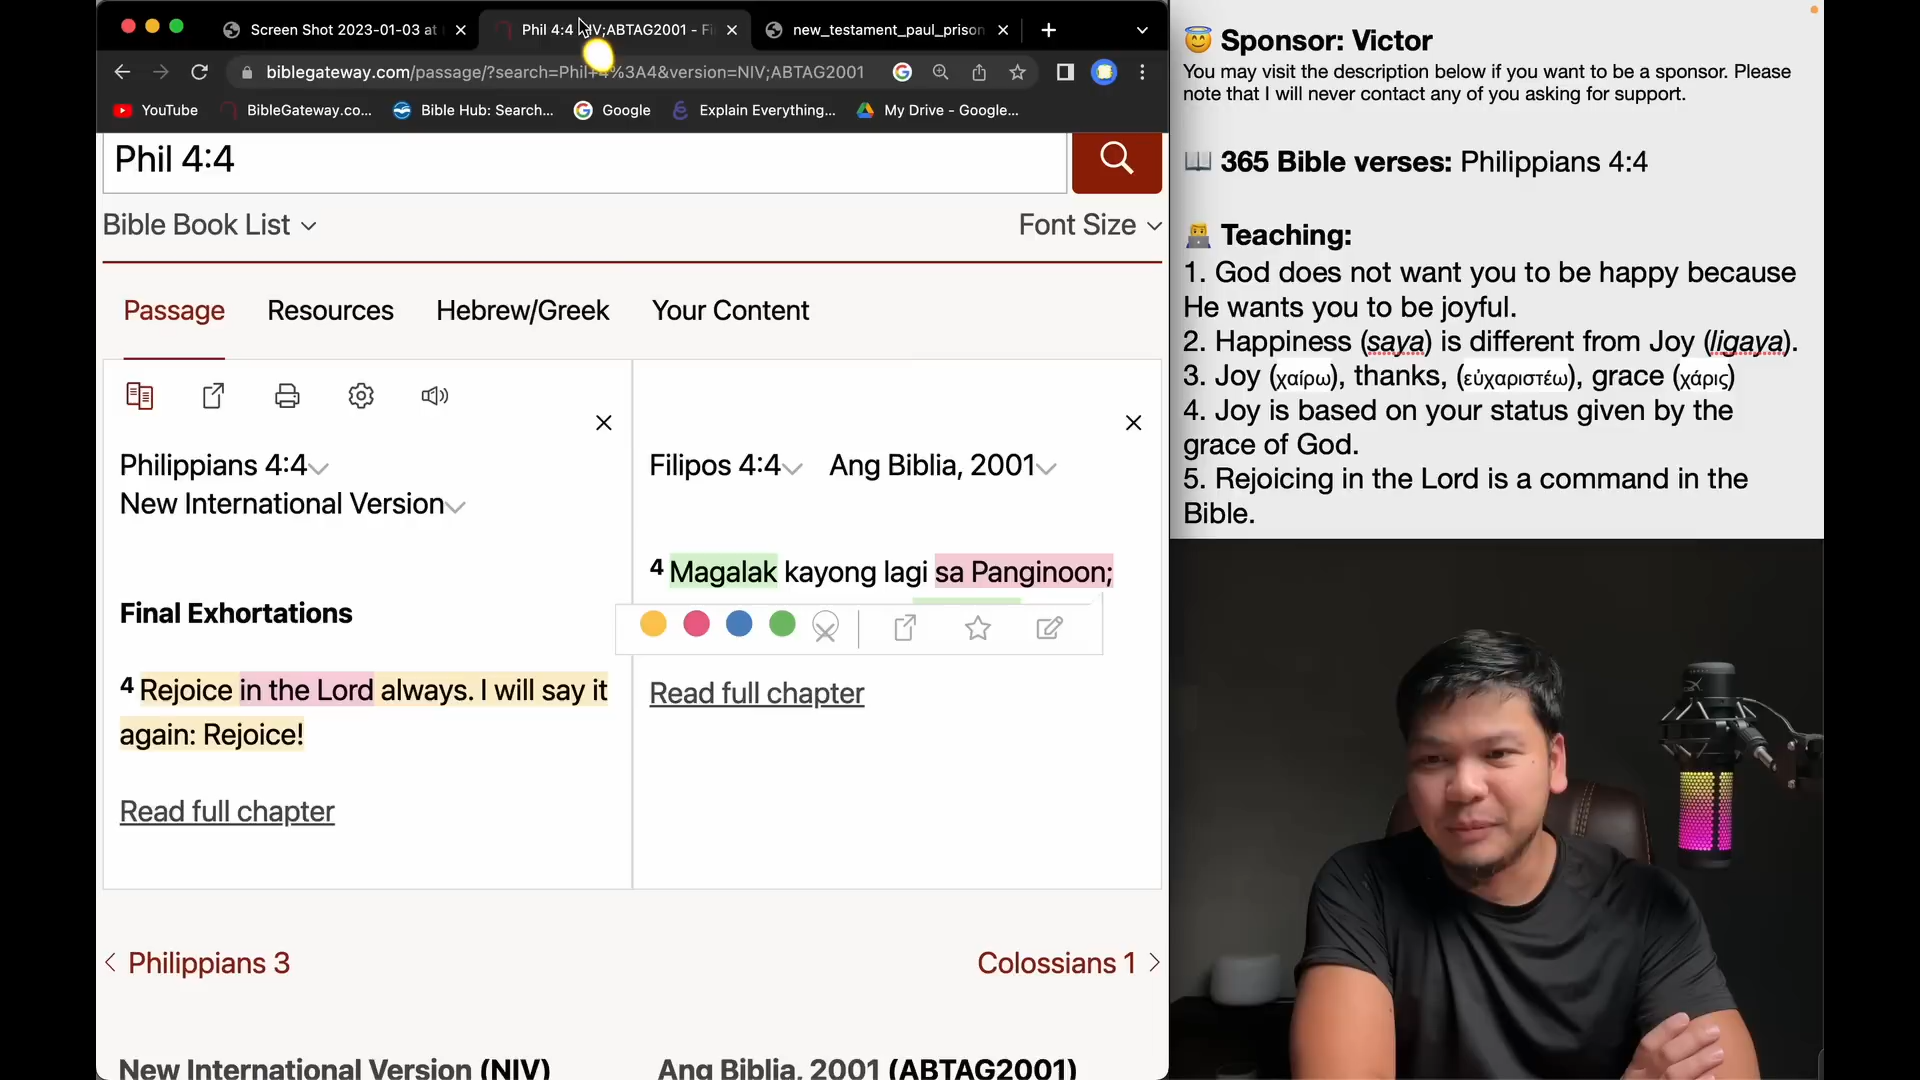 Screen Shot 2023-01-03 at
Phil 4:4 IV;ABTAG2001 - Fi
new_testament_paul_prison
biblegateway.com/passage/?search=Phil+4%3A4&version=NIV;ABTAG2001
YouTube
BibleGateway.co...
Bible Hub: Search...
Google
Explain Everything...
My Drive - Google...
Phil 4:4
Bible Book List
Font Size
Passage
Resources
Hebrew/Greek
Your Content
Philippians 4:4
New International Version
Final Exhortations
4 Rejoice in the Lord always. I will say it
again: Rejoice!
Read full chapter
Filipos 4:4 Ang Biblia, 2001
4 Magalak kayong lagi sa Panginoon;
Read full chapter
Philippians 3
Colossians 1
New International Version (NIV)
Ang Biblia, 2001 (ABTAG2001)
Sponsor: Victor
You may visit the description below if you want to be a sponsor. Please
note that I will never contact any of you asking for support.
365 Bible verses: Philippians 4:4
Teaching:
1. God does not want you to be happy because
He wants you to be joyful.
2. Happiness (saya) is different from Joy (ligaya).
3. Joy (χαίρω), thanks, (εὐχαριστέω), grace (χάρις)
4. Joy is based on your status given by the
grace of God.
5. Rejoicing in the Lord is a command in the
Bible.